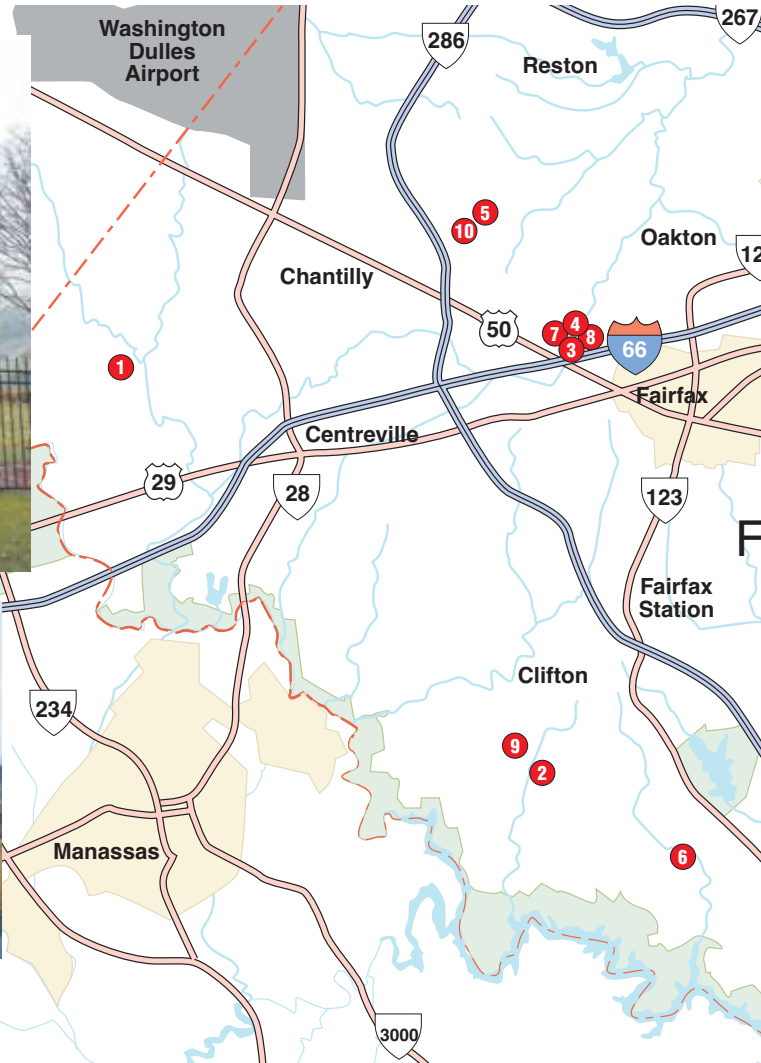 Washington
Dulles
Airport
286
267
Reston
5
10
Oakton
12
Chantilly
50
7
4
8
3
66
1
Fairfax
Centreville
29
28
123
F
Fairfax
Station
Clifton
234
9
2
Manassas
6
3000